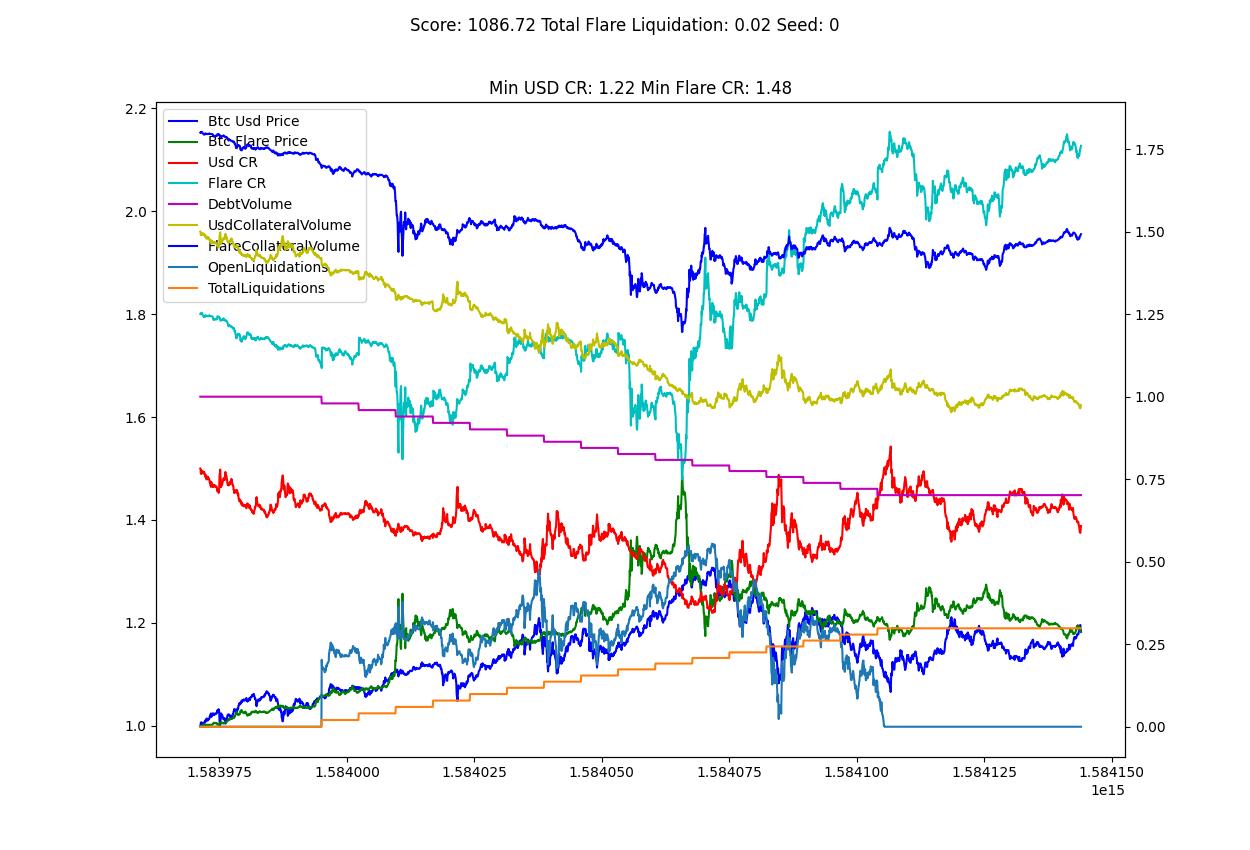 Score: 1086.72 Total Flare Liquidation: 0.02 Seed: 0
Min USD CR: 1.22 Min Flare CR: 1.48
Btc Usd Price
Btc Flare Price
Usd CR
Flare CR
DebtVolume
UsdCollateralVolume
FlareCollateralVolume
OpenLiquidations
TotalLiquidations
2.2
2.0
1.8
1.6
1.4
1.2
1.0
1.75
1.50
1.25
1.00
0.75
0.50
0.25
0.00
1.583975 1.584000 1.584025 1.584050 1.584075 1.584100 1.584125 1.584150
1e15